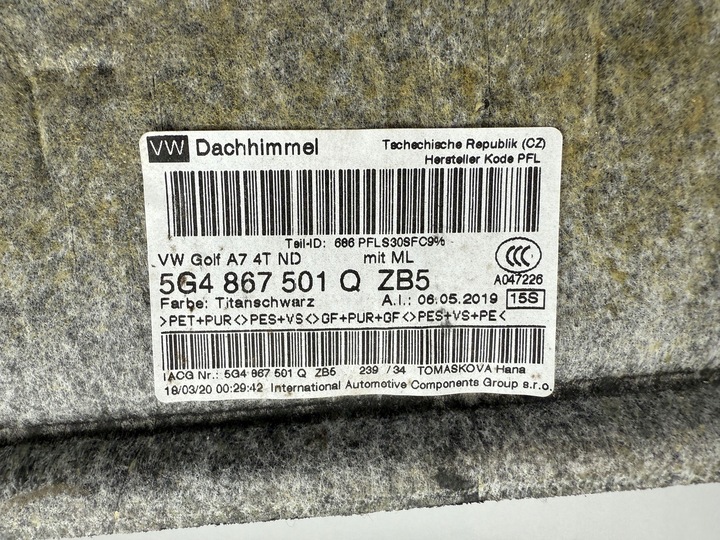 VW Dachhimmel
Tschechische Republik (CZ)
Hersteller Kode PFL
Teil-ID: 686 PFLS30SFC9%
VW Golf A7 4T ND mit ML
CCC
A047226
5G4 867 501 Q ZB5
Farbe: Titanschwarz A.I.: 06.05.2019 15S
>PET+PUR<>PES+VS<>GF+PUR+GF<>PES+VS+PE<
IACG Nr.: 5G4 867 501 Q ZB5 239 /34 TOMASKOVA Hana
18/03/20 00:29:42 International Automotive Components Group s.r.o.